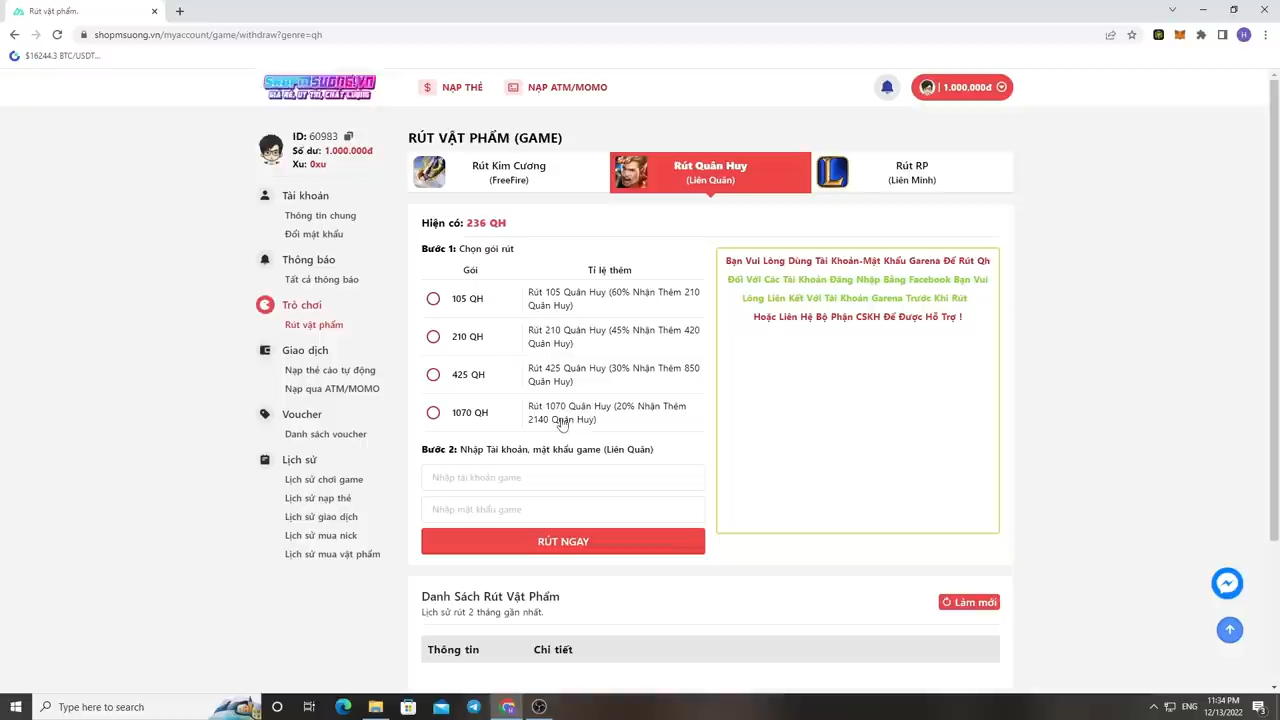 Rút vật phẩm.
shopmsuong.vn/myaccount/game/withdraw?genre=qh
H
$16244.3 BTC/USDT...
SHOPMSUONG.VN
GIÁ RẺ, UY TÍN, CHẤT LƯỢNG
$ NẠP THẺ
NẠP ATM/MOMO
| 1.000.000đ
ID: 60983
Số dư: 1.000.000đ
Xu: 0xu
Tài khoản
Thông tin chung
Đổi mật khẩu
Thông báo
Tất cả thông báo
Trò chơi
Rút vật phẩm
Giao dịch
Nạp thẻ cào tự động
Nạp qua ATM/MOMO
Voucher
Danh sách voucher
Lịch sử
Lịch sử chơi game
Lịch sử nạp thẻ
Lịch sử giao dịch
Lịch sử mua nick
Lịch sử mua vật phẩm
RÚT VẬT PHẨM (GAME)
Rút Kim Cương
(FreeFire)
Rút Quân Huy
(Liên Quân)
Rút RP
(Liên Minh)
Hiện có: 236 QH
Bước 1: Chọn gói rút
Gói Tỉ lệ thêm
105 QH
Rút 105 Quân Huy (60% Nhận Thêm 210
Quân Huy)
210 QH
Rút 210 Quân Huy (45% Nhận Thêm 420
Quân Huy)
425 QH
Rút 425 Quân Huy (30% Nhận Thêm 850
Quân Huy)
1070 QH
Rút 1070 Quân Huy (20% Nhận Thêm
2140 Quân Huy)
Bước 2: Nhập Tài khoản, mật khẩu game (Liên Quân)
Nhập tài khoản game
Nhập mật khẩu game
RÚT NGAY
Bạn Vui Lòng Dùng Tài Khoản-Mật Khẩu Garena Để Rút Qh
Đối Với Các Tài Khoản Đăng Nhập Bằng Facebook Bạn Vui
Lòng Liên Kết Với Tài Khoản Garena Trước Khi Rút
Hoặc Liên Hệ Bộ Phận CSKH Để Được Hỗ Trợ !
Danh Sách Rút Vật Phẩm
Lịch sử rút 2 tháng gần nhất.
Làm mới
Thông tin Chi tiết
Type here to search
ENG
11:34 PM
12/13/2022